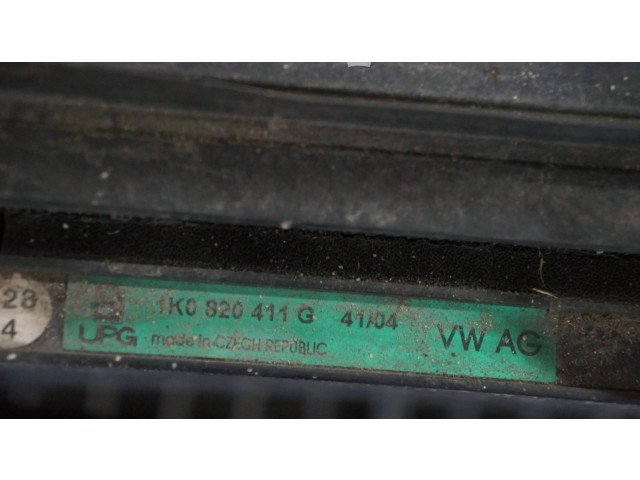 28
4
1K0 820 411 G 41/04
UPG made in CZECH REPUBLIC
VW AG